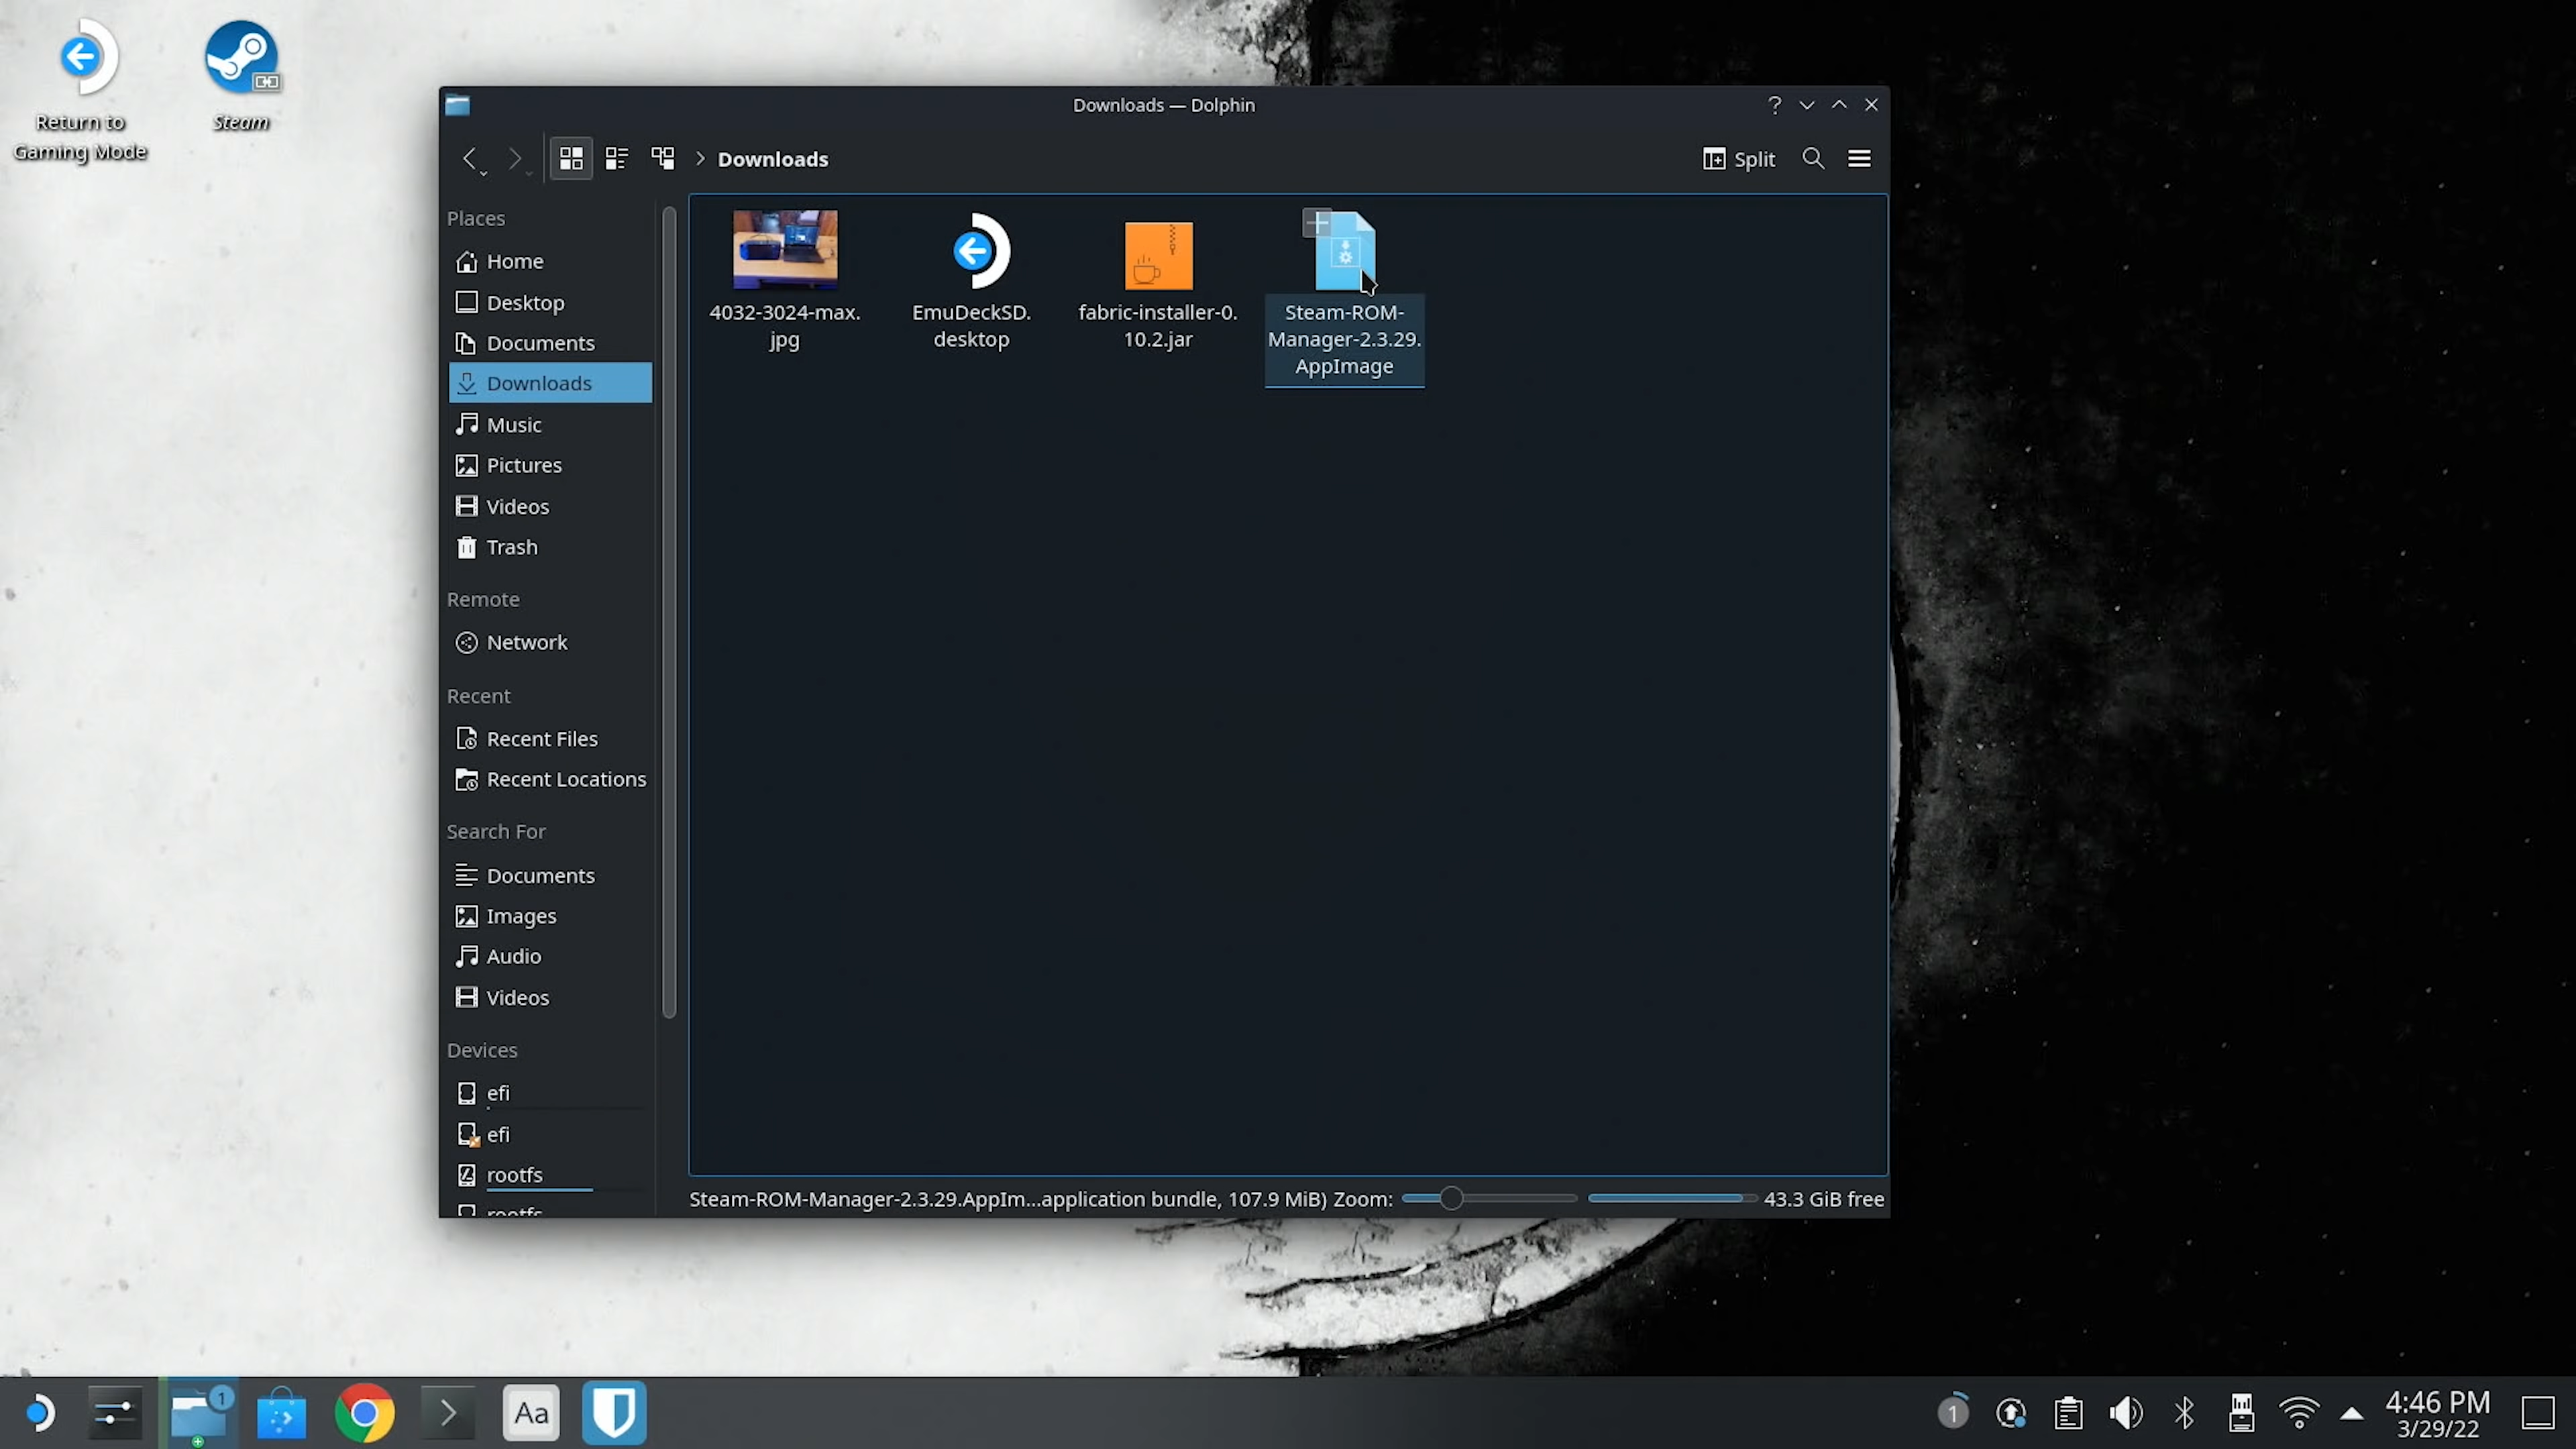 Return to
Gaming Mode
Steam
Downloads — Dolphin
Downloads
Split
Places
Home
Desktop
Documents
Downloads
Music
Pictures
Videos
Trash
Remote
Network
Recent
Recent Files
Recent Locations
Search For
Documents
Images
Audio
Videos
Devices
efi
efi
rootfs
rootfs
4032-3024-max.
jpg
EmuDeckSD.
desktop
fabric-installer-0.
10.2.jar
Steam-ROM-
Manager-2.3.29.
AppImage
Steam-ROM-Manager-2.3.29.AppIm...application bundle, 107.9 MiB) Zoom:
43.3 GiB free
1
Aa
1
4:46 PM
3/29/22